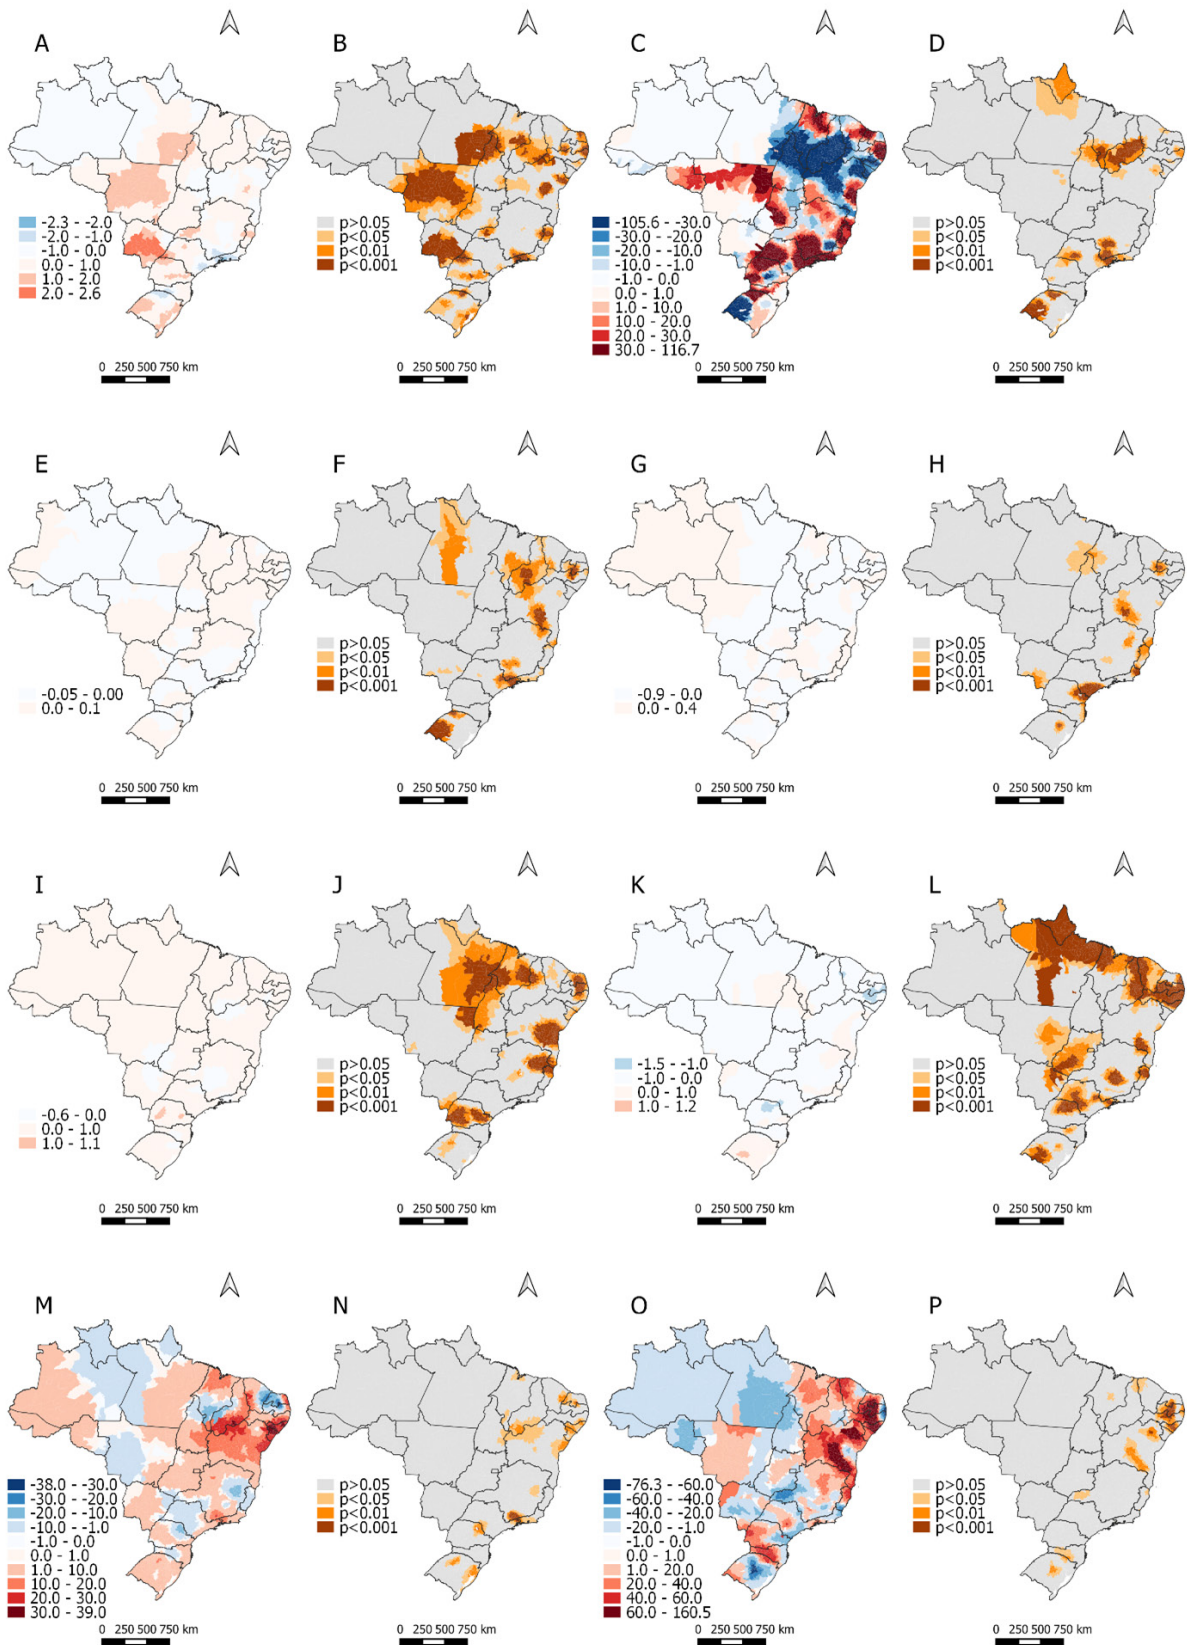 A
B
C
D
-2.3 - -2.0
-2.0 - -1.0
-1.0 - 0.0
0.0 - 1.0
1.0 - 2.0
2.0 - 2.6
p>0.05
p<0.05
p<0.01
p<0.001
-105.6 - -30.0
-30.0 - -20.0
-20.0 - -10.0
-10.0 - -1.0
-1.0 - 0.0
0.0 - 1.0
1.0 - 10.0
10.0 - 20.0
20.0 - 30.0
30.0 - 116.7
p>0.05
p<0.05
p<0.01
p<0.001
0 250 500 750 km
0 250 500 750 km
0 250 500 750 km
0 250 500 750 km
E
F
G
H
-0.05 - 0.00
0.0 - 0.1
p>0.05
p<0.05
p<0.01
p<0.001
-0.9 - 0.0
0.0 - 0.4
p>0.05
p<0.05
p<0.01
p<0.001
0 250 500 750 km
0 250 500 750 km
0 250 500 750 km
0 250 500 750 km
I
J
K
L
-0.6 - 0.0
0.0 - 1.0
1.0 - 1.1
p>0.05
p<0.05
p<0.01
p<0.001
-1.5 - -1.0
-1.0 - 0.0
0.0 - 1.0
1.0 - 1.2
p>0.05
p<0.05
p<0.01
p<0.001
0 250 500 750 km
0 250 500 750 km
0 250 500 750 km
0 250 500 750 km
M
N
O
P
-38.0 - -30.0
-30.0 - -20.0
-20.0 - -10.0
-10.0 - -1.0
-1.0 - 0.0
0.0 - 1.0
1.0 - 10.0
10.0 - 20.0
20.0 - 30.0
30.0 - 39.0
p>0.05
p<0.05
p<0.01
p<0.001
-76.3 - -60.0
-60.0 - -40.0
-40.0 - -20.0
-20.0 - -1.0
-1.0 - 0.0
0.0 - 1.0
1.0 - 20.0
20.0 - 40.0
40.0 - 60.0
60.0 - 160.5
p>0.05
p<0.05
p<0.01
p<0.001
0 250 500 750 km
0 250 500 750 km
0 250 500 750 km
0 250 500 750 km